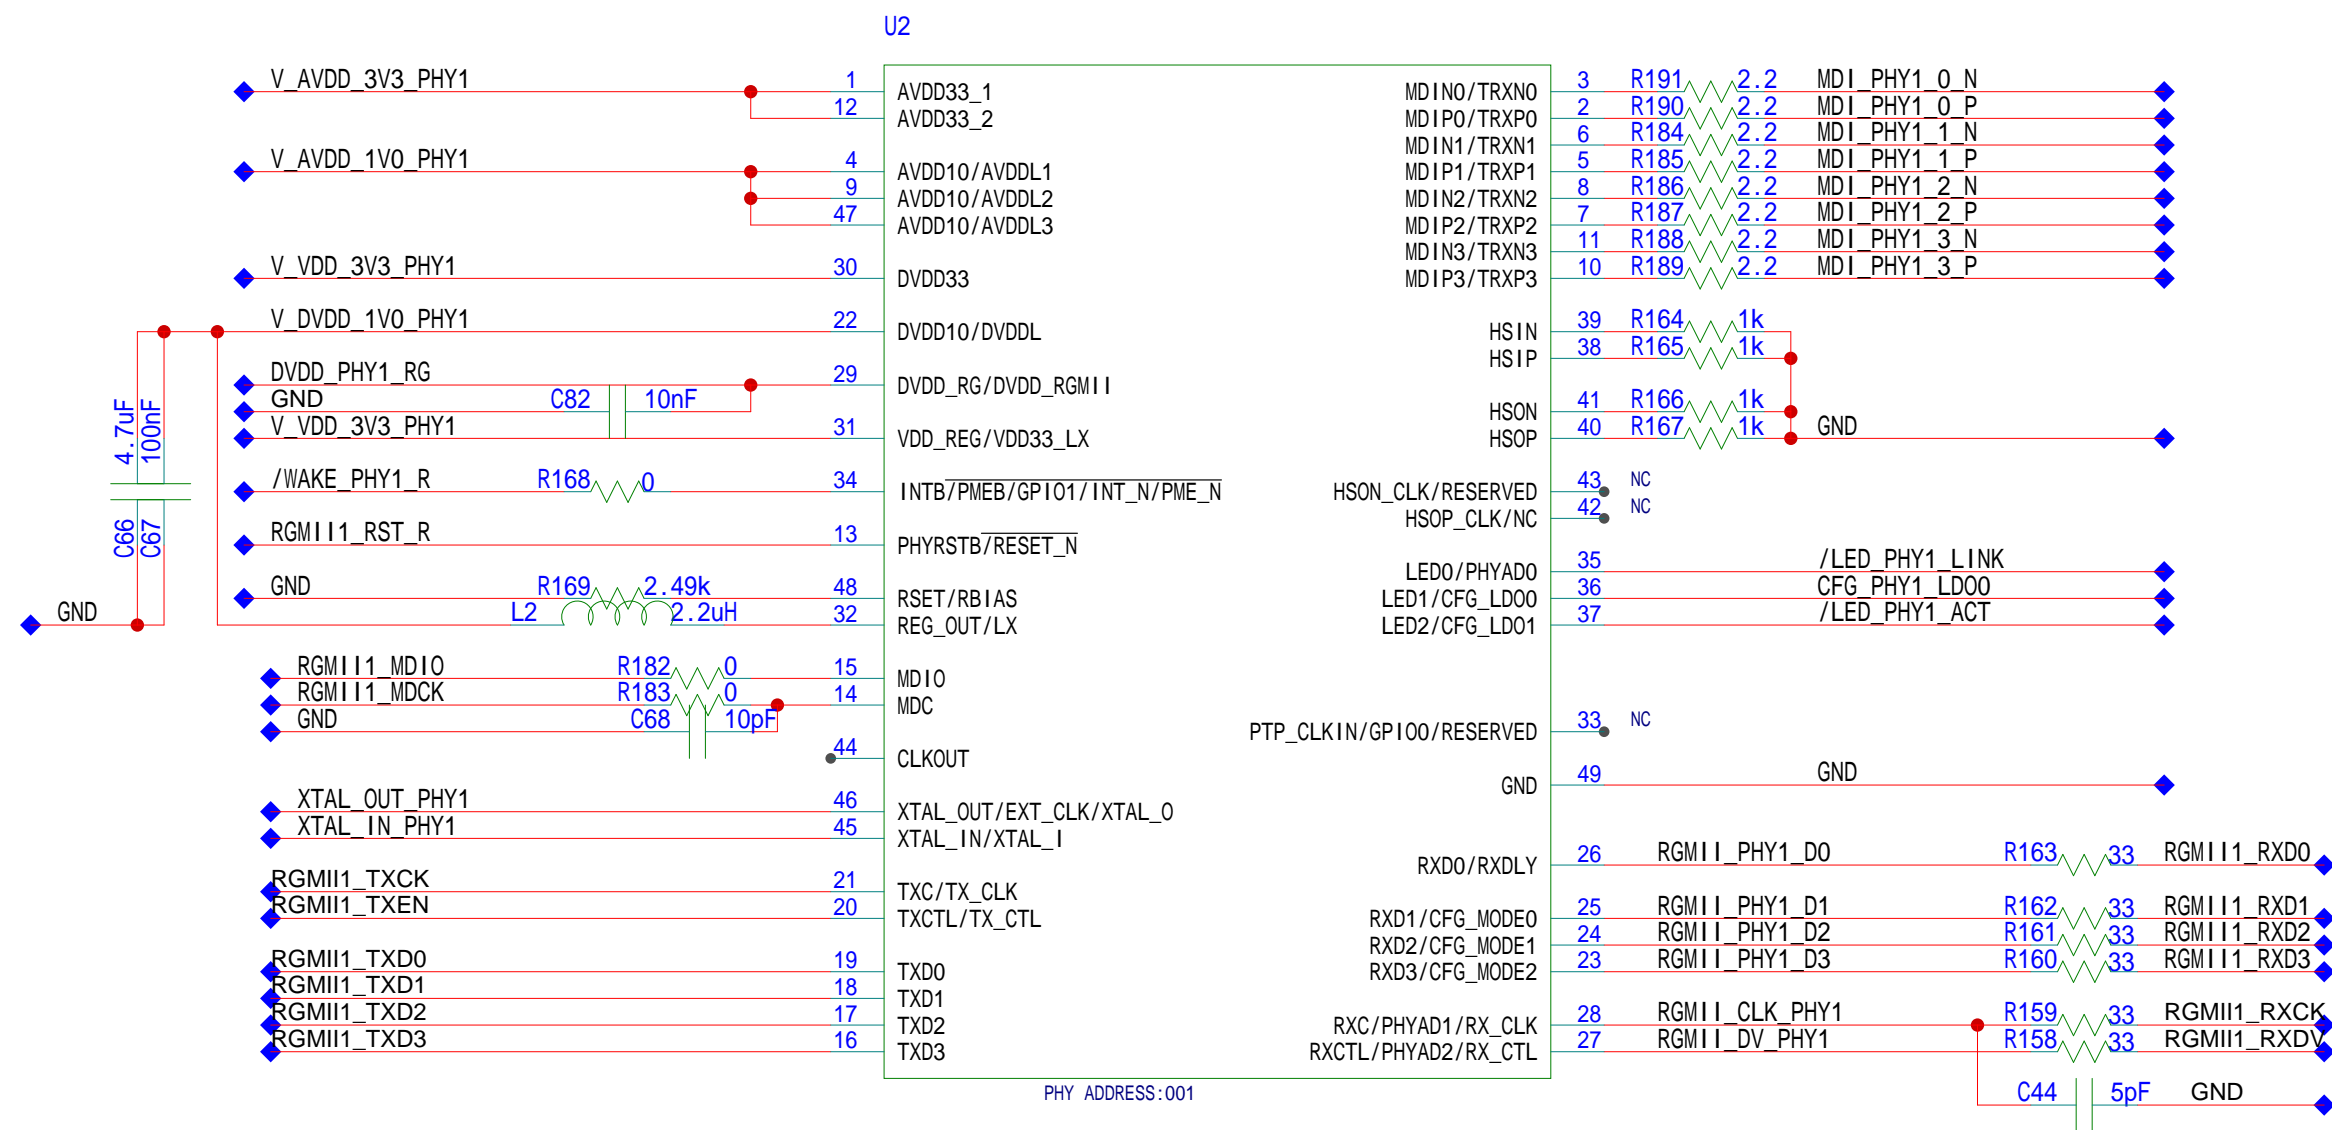 U2
V_AVDD_3V3_PHY1 1 AVDD33_1 MDIN0/TRXN0 3 R191 2.2 MDI_PHY1_0_N
12 AVDD33_2 MDIP0/TRXP0 2 R190 2.2 MDI_PHY1_0_P
MDIN1/TRXN1 6 R184 2.2 MDI_PHY1_1_N
V_AVDD_1V0_PHY1 4 AVDD10/AVDDL1 MDIP1/TRXP1 5 R185 2.2 MDI_PHY1_1_P
9 AVDD10/AVDDL2 MDIN2/TRXN2 8 R186 2.2 MDI_PHY1_2_N
47 AVDD10/AVDDL3 MDIP2/TRXP2 7 R187 2.2 MDI_PHY1_2_P
MDIN3/TRXN3 11 R188 2.2 MDI_PHY1_3_N
V_VDD_3V3_PHY1 30 DVDD33 MDIP3/TRXP3 10 R189 2.2 MDI_PHY1_3_P
V_DVDD_1V0_PHY1 22 DVDD10/DVDDL HSIN 39 R164 1k
HSIP 38 R165 1k
DVDD_PHY1_RG 29 DVDD_RG/DVDD_RGMII
GND C82 10nF HSON 41 R166 1k
V_VDD_3V3_PHY1 31 VDD_REG/VDD33_LX HSOP 40 R167 1k GND
4.7uF 100nF
/WAKE_PHY1_R R168 0 34 INTB/PMEB/GPIO1/INT_N/PME_N HSON_CLK/RESERVED 43 NC
HSOP_CLK/NC 42 NC
C66 C67
RGMII1_RST_R 13 PHYRSTB/RESET_N
LED0/PHYAD0 35 /LED_PHY1_LINK
GND R169 2.49k 48 RSET/RBIAS LED1/CFG_LDO0 36 CFG_PHY1_LDO0
GND L2 2.2uH 32 REG_OUT/LX LED2/CFG_LDO1 37 /LED_PHY1_ACT
RGMII1_MDIO R182 0 15 MDIO
RGMII1_MDCK R183 0 14 MDC
GND C68 10pF PTP_CLKIN/GPIO0/RESERVED 33 NC
44 CLKOUT
GND 49 GND
XTAL_OUT_PHY1 46 XTAL_OUT/EXT_CLK/XTAL_O
XTAL_IN_PHY1 45 XTAL_IN/XTAL_I
RXD0/RXDLY 26 RGMII_PHY1_D0 R163 33 RGMII1_RXD0
RGMII1_TXCK 21 TXC/TX_CLK
RGMII1_TXEN 20 TXCTL/TX_CTL RXD1/CFG_MODE0 25 RGMII_PHY1_D1 R162 33 RGMII1_RXD1
RXD2/CFG_MODE1 24 RGMII_PHY1_D2 R161 33 RGMII1_RXD2
RGMII1_TXD0 19 TXD0 RXD3/CFG_MODE2 23 RGMII_PHY1_D3 R160 33 RGMII1_RXD3
RGMII1_TXD1 18 TXD1
RGMII1_TXD2 17 TXD2 RXC/PHYAD1/RX_CLK 28 RGMII_CLK_PHY1 R159 33 RGMII1_RXCK
RGMII1_TXD3 16 TXD3 RXCTL/PHYAD2/RX_CTL 27 RGMII_DV_PHY1 R158 33 RGMII1_RXDV
PHY ADDRESS:001 C44 5pF GND